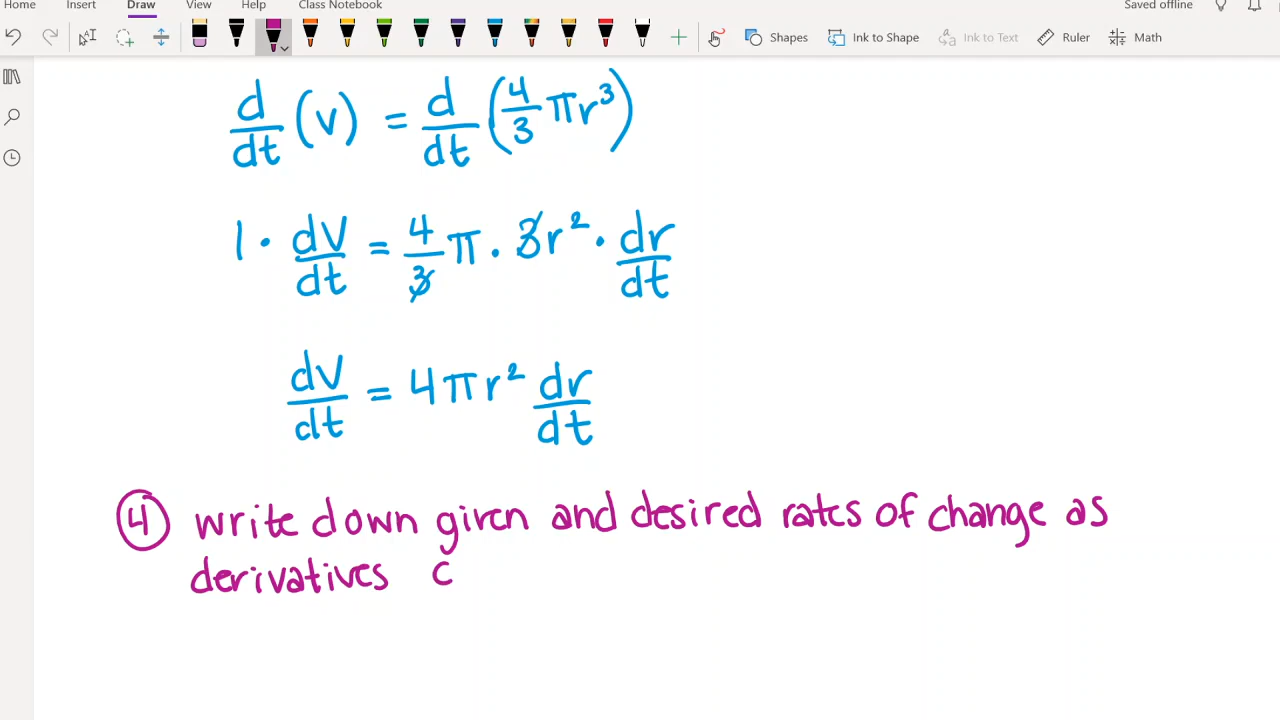 Home Insert Draw View Help Class Notebook Saved offline
Shapes Ink to Shape Ink to Text Ruler Math
d/dt (v) = d/dt (4/3 πr³)
1 · dV/dt = 4/3 π · 3r² · dr/dt
dV/dt = 4πr² dr/dt
④ write down given and desired rates of change as
derivatives c